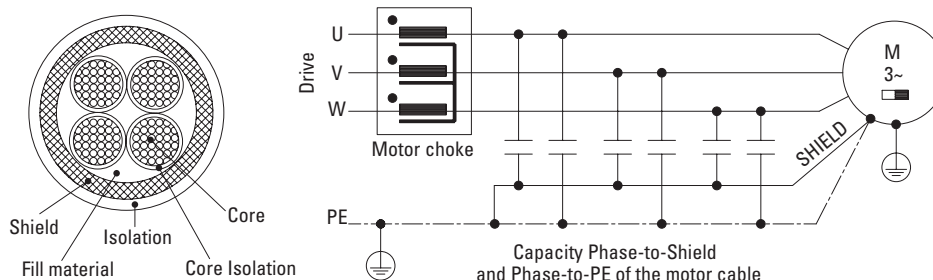 Shield
Isolation
Core
Fill material
Core Isolation
Drive
U
V
W
Motor choke
M
3~
SHIELD
PE
Capacity Phase-to-Shield
and Phase-to-PE of the motor cable